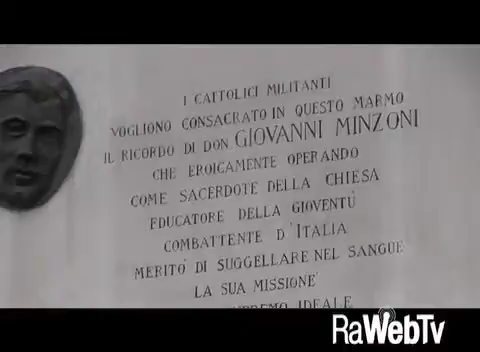 I CATTOLICI MILITANTI
VOGLIONO CONSACRATO IN QUESTO MARMO
IL RICORDO DI DON GIOVANNI MINZONI
CHE EROICAMENTE OPERANDO
COME SACERDOTE DELLA CHIESA
EDUCATORE DELLA GIOVENTÙ
COMBATTENTE D'ITALIA
MERITO' DI SUGGELLARE NEL SANGUE
LA SUA MISSIONE
IDEALE
RaWebTv